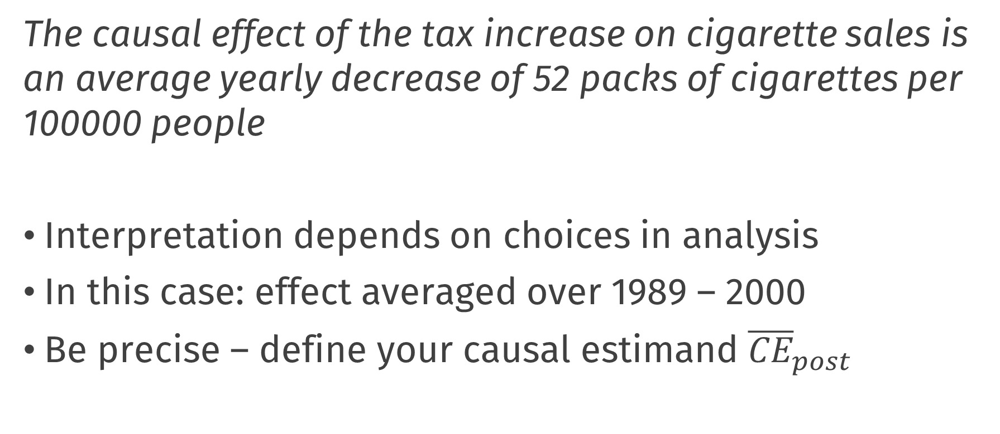 The causal effect of the tax increase on cigarette sales is
an average yearly decrease of 52 packs of cigarettes per
100000 people
• Interpretation depends on choices in analysis
• In this case: effect averaged over 1989 – 2000
• Be precise – define your causal estimand $\overline{CE}_{post}$